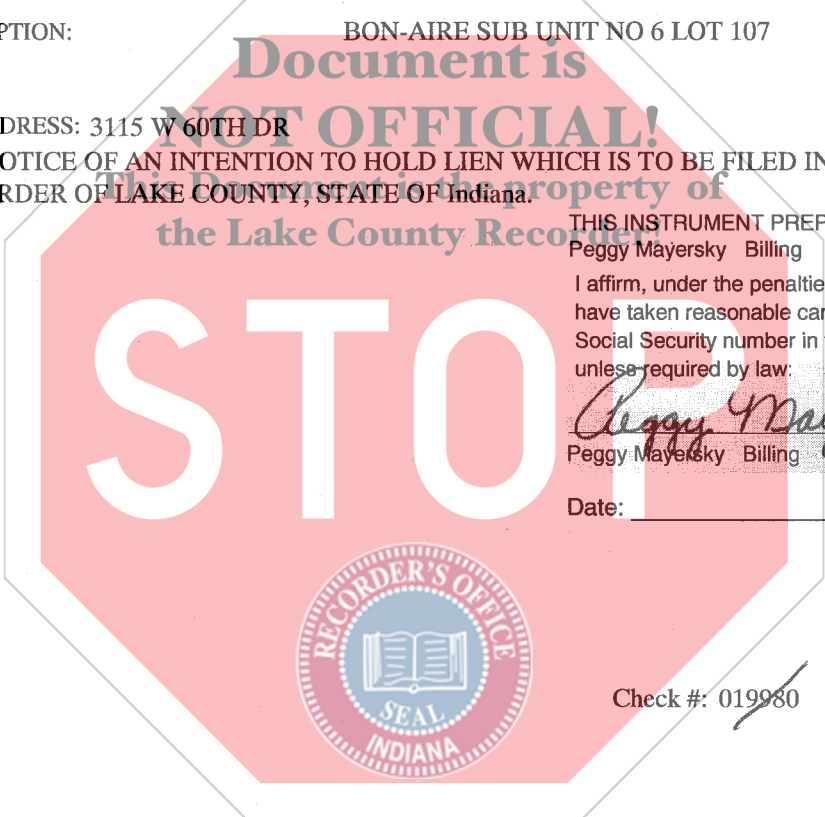 PTION: BON-AIRE SUB UNIT NO 6 LOT 107
Document is
NOT OFFICIAL!
DRESS: 3115 W 60TH DR
OTICE OF AN INTENTION TO HOLD LIEN WHICH IS TO BE FILED IN
RDER OF LAKE COUNTY, STATE OF Indiana.
This Document is the property of
the Lake County Recorder!
THIS INSTRUMENT PREP
Peggy Mayersky Billing
I affirm, under the penaltie
have taken reasonable car
Social Security number in
unless required by law:
Peggy May
Peggy Mayersky Billing
Date:
STOP
RECORDER'S OFFICE
SEAL
INDIANA
Check #: 019980